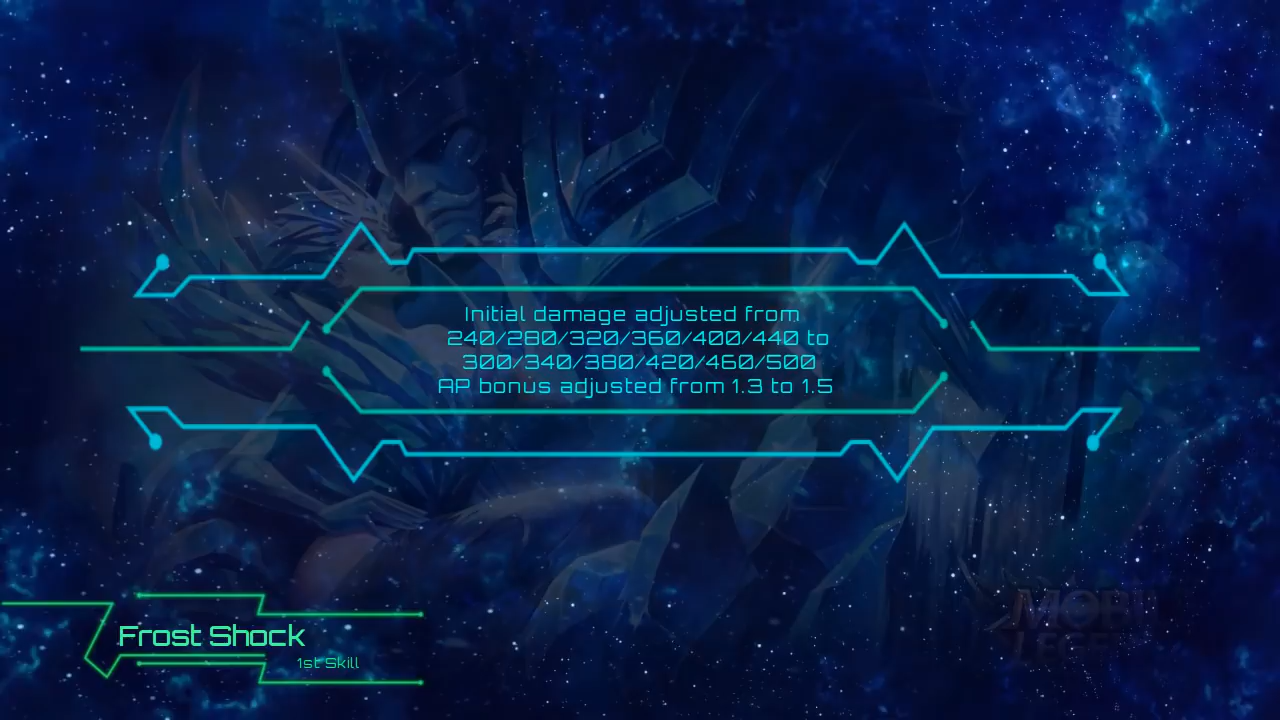 Initial damage adjusted from
240/280/320/360/400/440 to
300/340/380/420/460/500
AP bonus adjusted from 1.3 to 1.5
Frost Shock
1st Skill